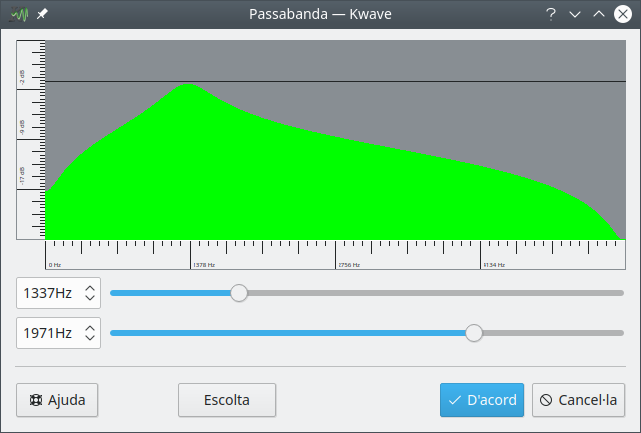 Passabanda — Kwave
-2 dB
-9 dB
-17 dB
0 Hz
1378 Hz
2756 Hz
4134 Hz
1337Hz
1971Hz
Ajuda
Escolta
D'acord
Cancel·la